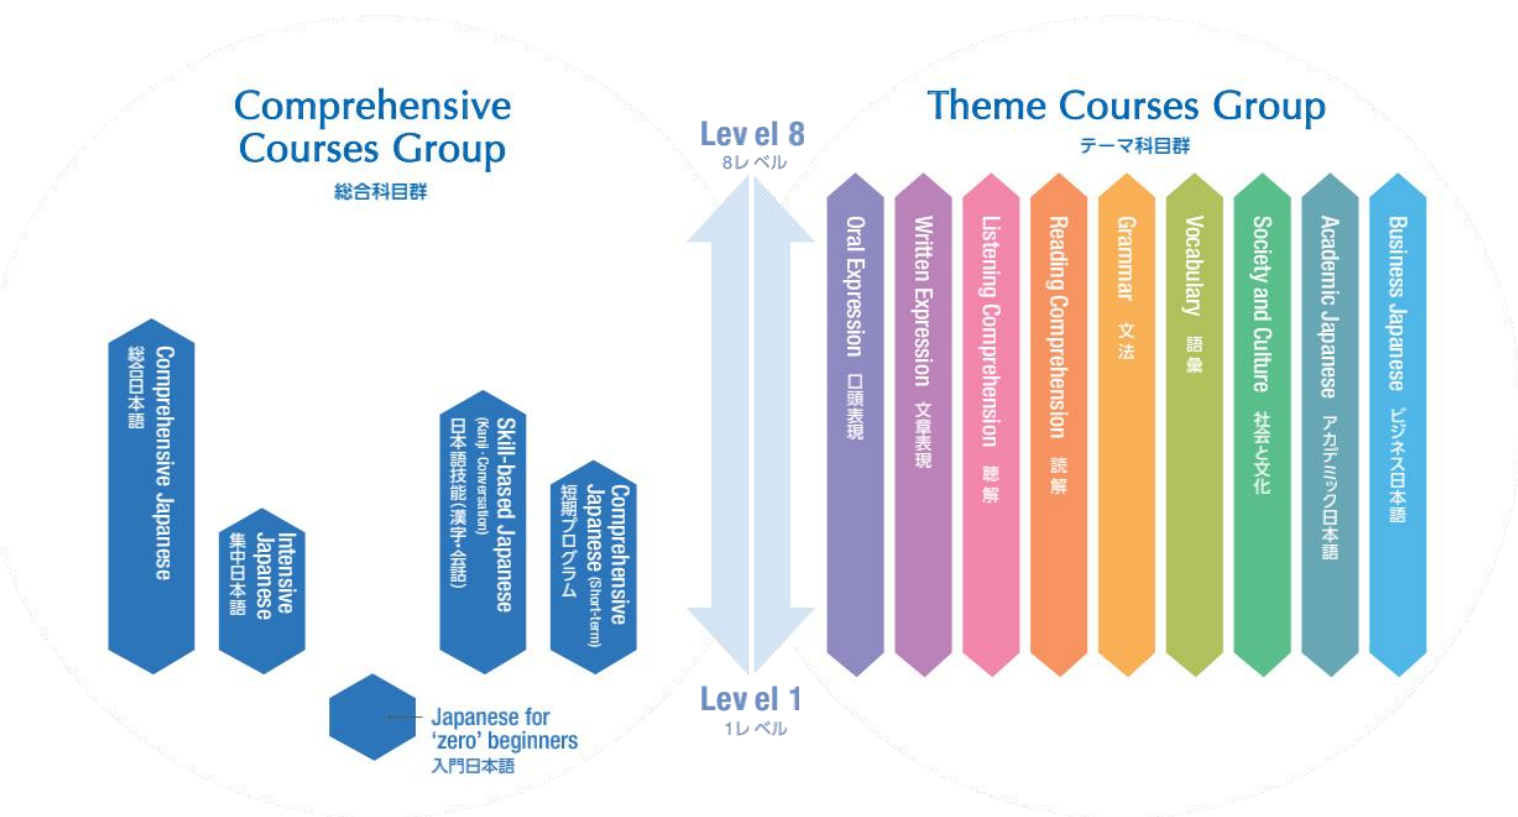 Comprehensive
Courses Group
総合科目群
Comprehensive Japanese
総合日本語
Intensive
Japanese
集中日本語
Japanese for
‘zero’ beginners
入門日本語
Skill-based Japanese
(Kanji・Conversation)
日本語技能（漢字・会話）
Comprehensive
Japanese (Short-term)
短期プログラム
Level 8
8レベル
Level 1
1レベル
Theme Courses Group
テーマ科目群
Oral Expression 口頭表現
Written Expression 文章表現
Listening Comprehension 聴解
Reading Comprehension 読解
Grammar 文法
Vocabulary 語彙
Society and Culture 社会と文化
Academic Japanese アカデミック日本語
Business Japanese ビジネス日本語